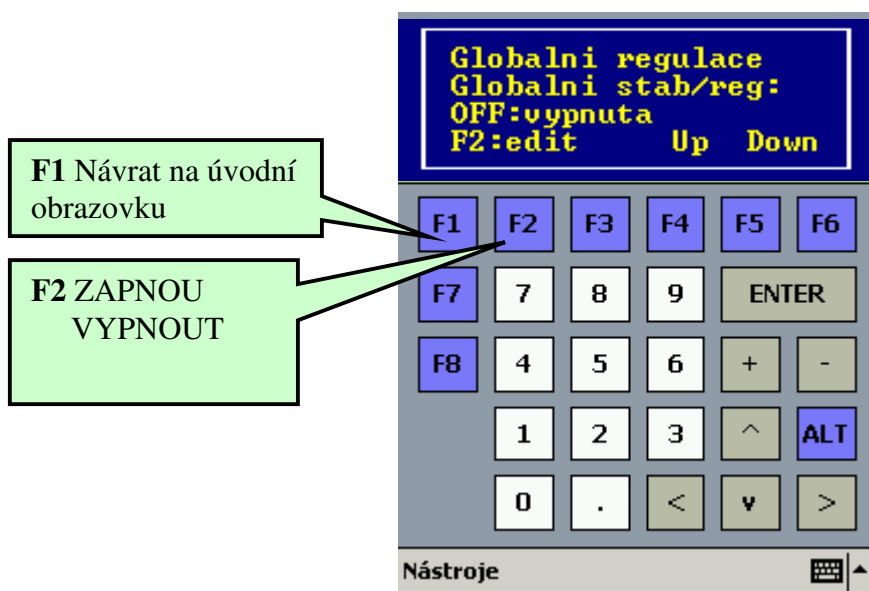 Globalni regulace
Globalni stab/reg:
OFF:vypnuta
F2:edit Up Down
F1 Návrat na úvodní
obrazovku
F2 ZAPNOU
VYPNOUT
F1 F2 F3 F4 F5 F6
F7 7 8 9 ENTER
F8 4 5 6 + -
1 2 3 ^ ALT
0 . < v >
Nástroje